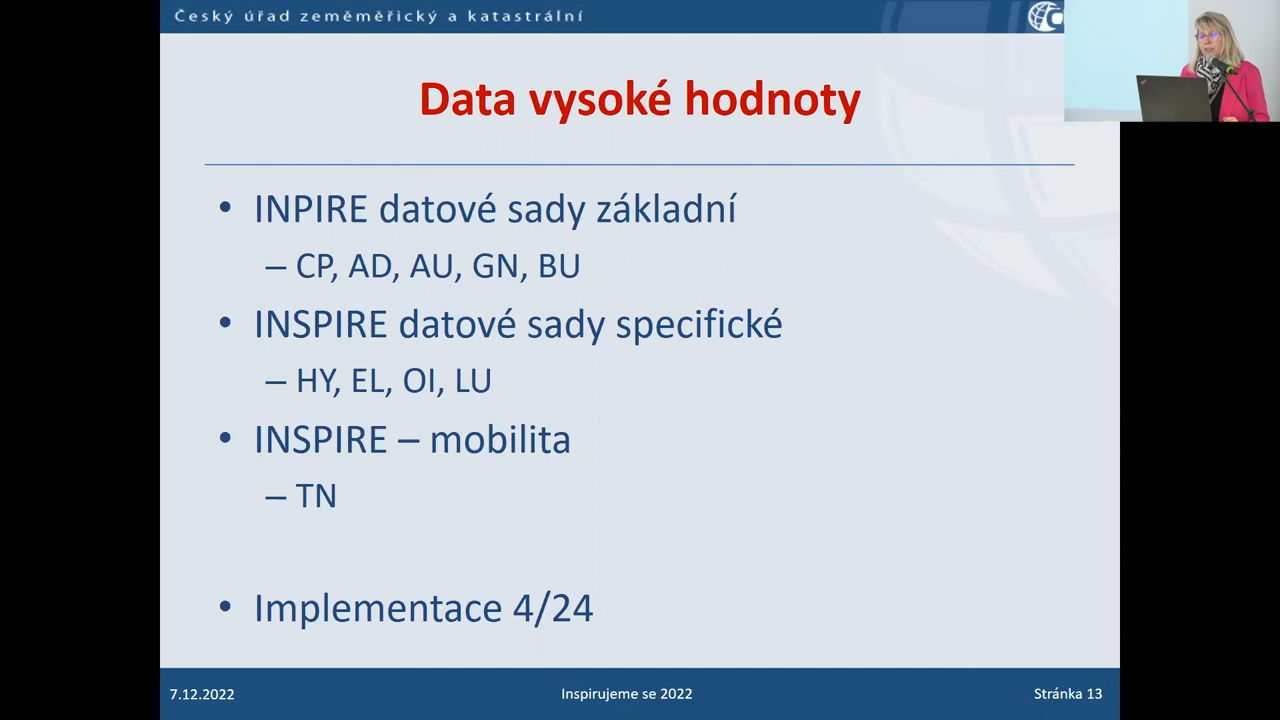 Český úřad zeměměřický a katastrální
Data vysoké hodnoty
• INPIRE datové sady základní
– CP, AD, AU, GN, BU
• INSPIRE datové sady specifické
– HY, EL, OI, LU
• INSPIRE – mobilita
– TN
• Implementace 4/24
7.12.2022
Inspirujeme se 2022
Stránka 13